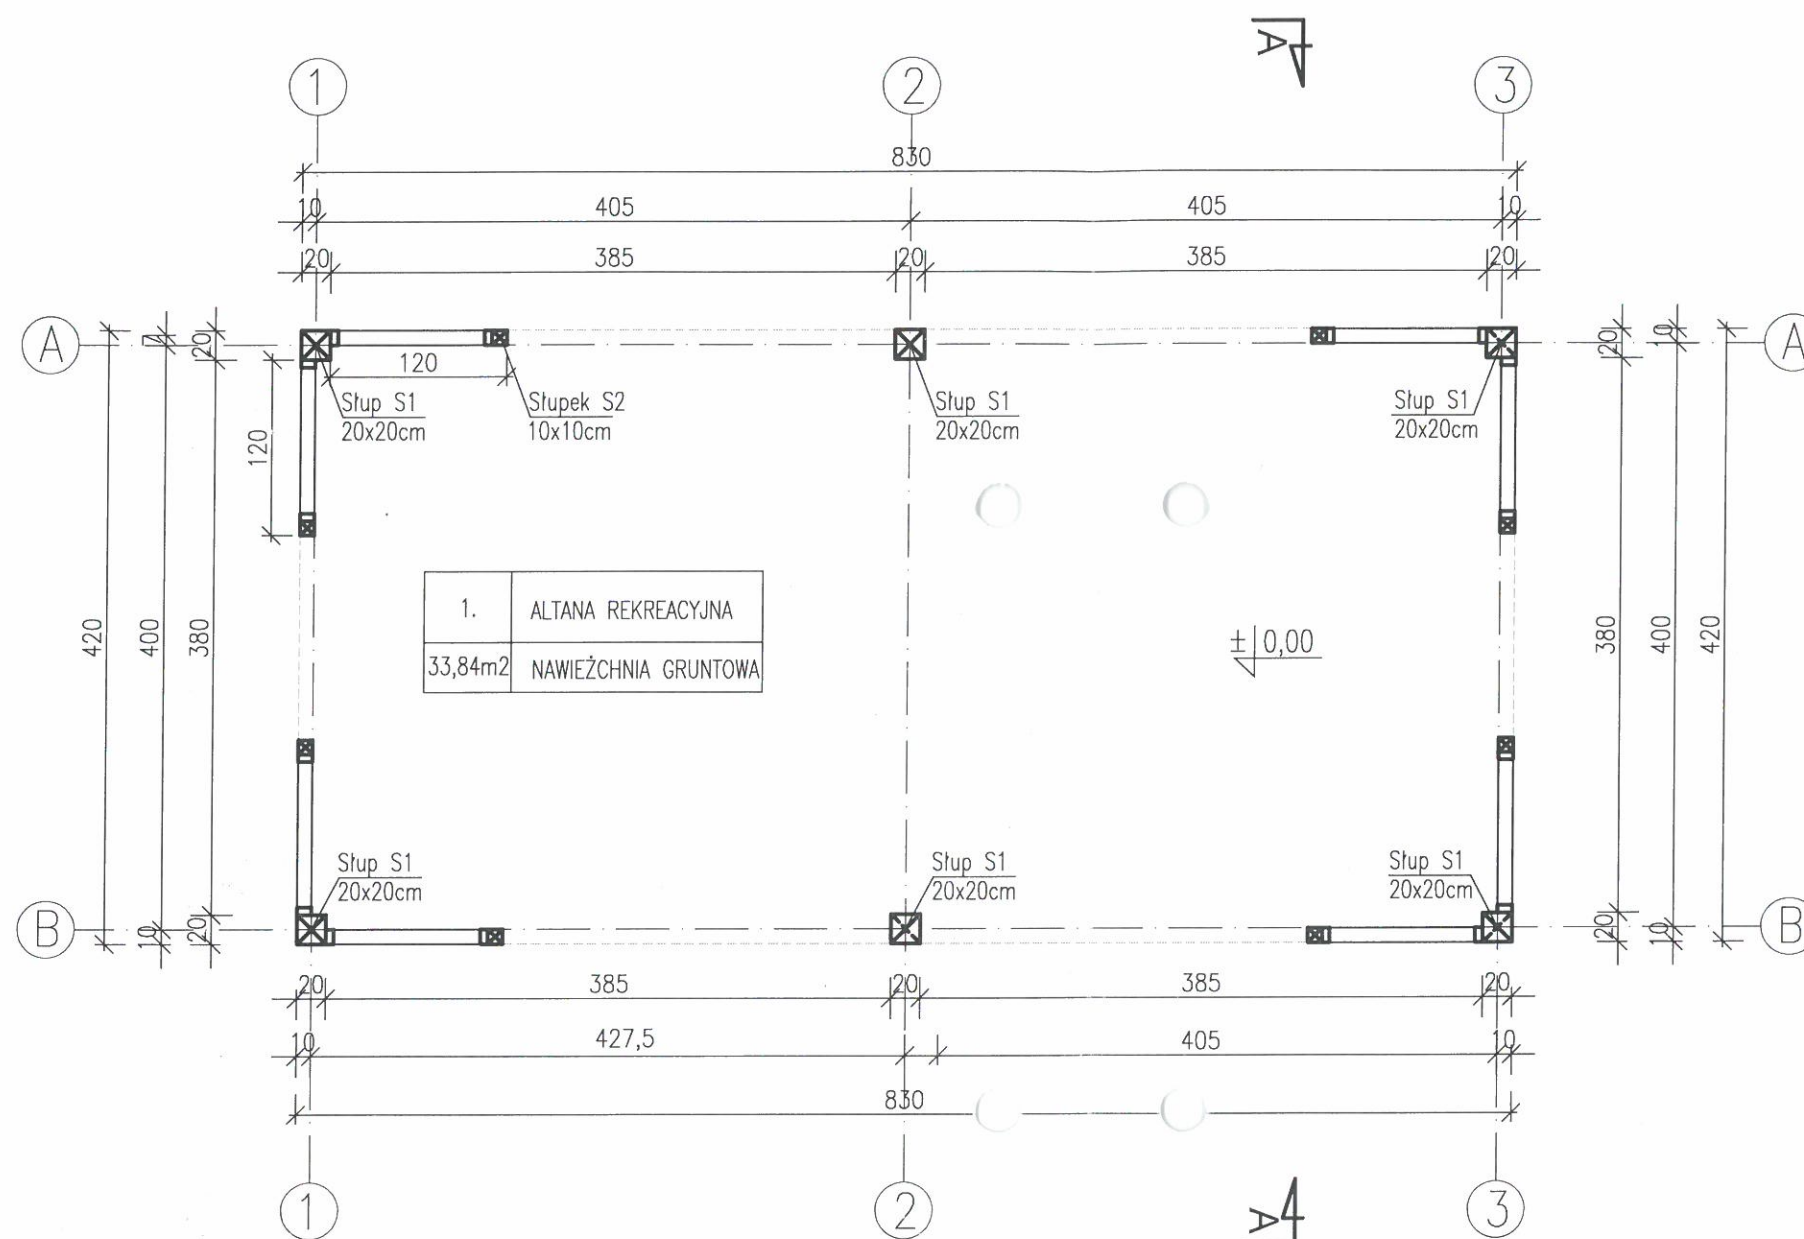 A
1 2 3
830
10 405 405 10
20 385 20 385 20
A A
7 20 20 10
120
Słup S1
20x20cm
Słupek S2
10x10cm
Słup S1
20x20cm
Słup S1
20x20cm
120
1. ALTANA REKREACYJNA
33,84m2 NAWIEŻCHNIA GRUNTOWA
± 0,00
420 400 380
380 400 420
Słup S1
20x20cm
Słup S1
20x20cm
Słup S1
20x20cm
B B
10 20 20 10
20 385 20 385 20
10 427,5 405 10
830
1 2 3
A